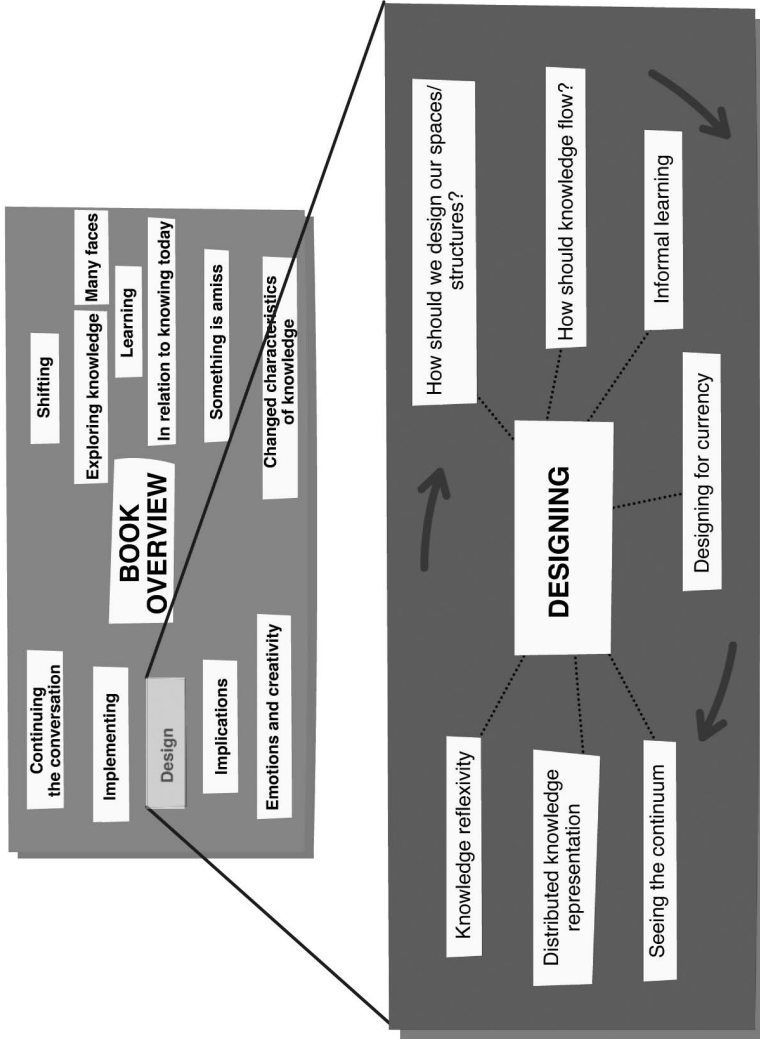 BOOK
OVERVIEW
Shifting
Exploring knowledge
Many faces
Learning
In relation to knowing today
Something is amiss
Changed characteristics
of knowledge
Emotions and creativity
Implications
Design
Implementing
Continuing
the conversation
DESIGNING
How should we design our spaces/
structures?
How should knowledge flow?
Informal learning
Designing for currency
Seeing the continuum
Distributed knowledge
representation
Knowledge reflexivity